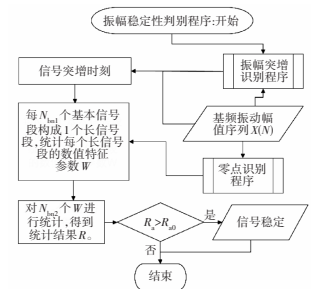 振幅稳定性判别程序:开始
信号突增时刻
振幅突增
识别程序
每Nbm1个基本信号
段构成1个长信号
段,统计每个长信号
段的数值特征
参数W
基频振动幅
值序列X(N)
零点识别
程序
对Nbm2个W进
行统计,得到
统计结果R。
Ra>Ra0
是
信号稳定
否
结束